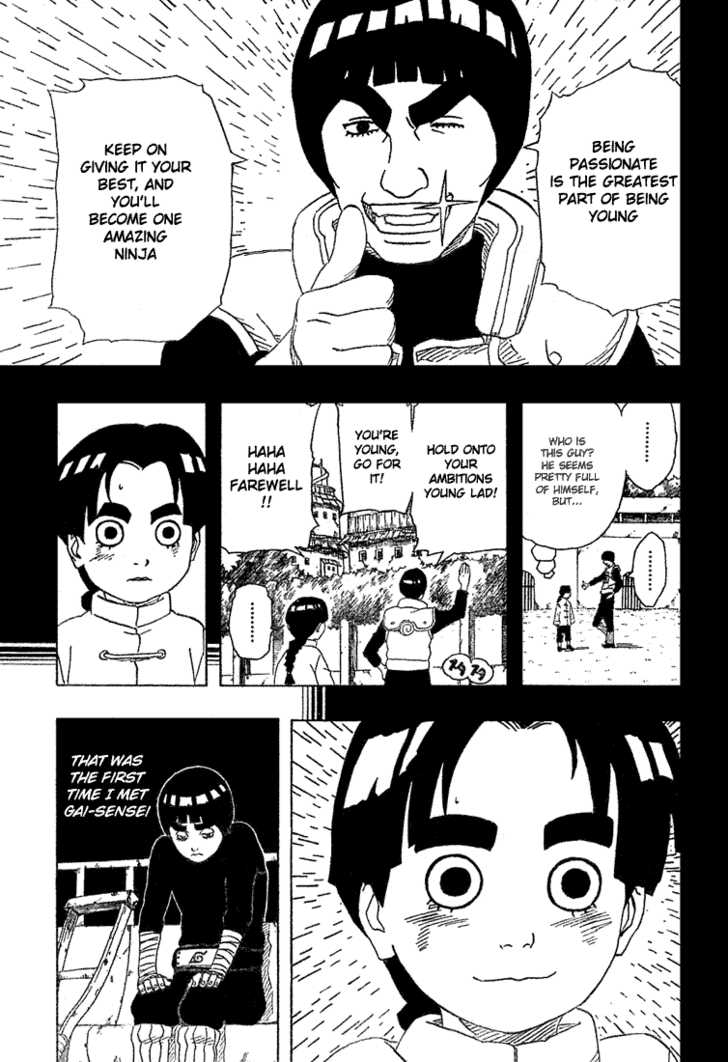 BEING
PASSIONATE
IS THE GREATEST
PART OF BEING
YOUNG
KEEP ON
GIVING IT YOUR
BEST, AND
YOU'LL
BECOME ONE
AMAZING
NINJA
........
WHO IS
THIS GUY?
HE SEEMS
PRETTY FULL
OF HIMSELF,
BUT...
........
HOLD ONTO
YOUR
AMBITIONS
YOUNG LAD!
YOU'RE
YOUNG,
GO FOR
IT!
HAHA
HAHA
FAREWELL
!!
........
THAT WAS
THE FIRST
TIME I MET
GAI-SENSE!